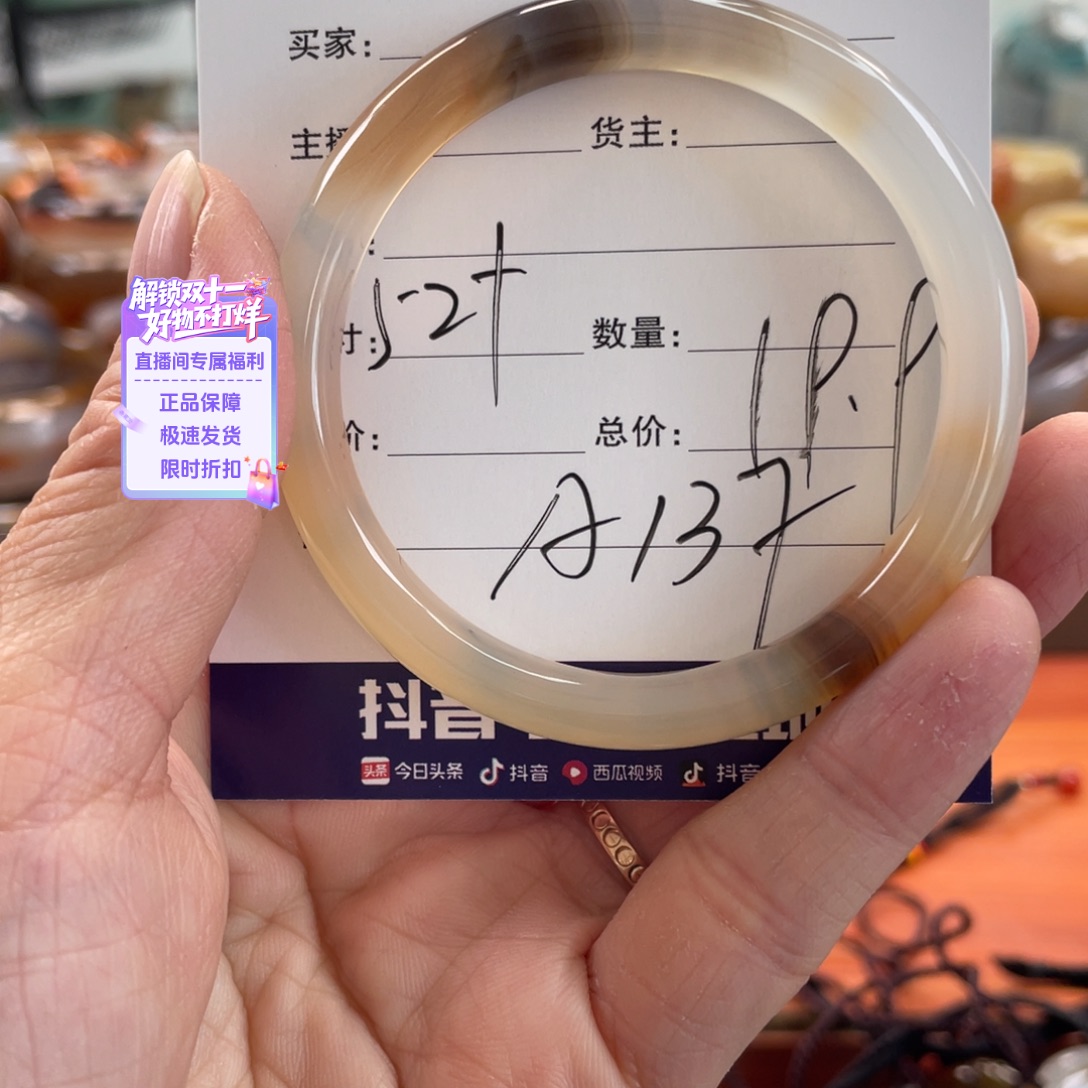 买家：
主播 货主：
：
寸： 52+ 数量：
价： 总价： 1P.P
A137
抖音
头条 今日头条 抖音 西瓜视频 抖音
解锁双十一
好物不打烊
直播间专属福利
正品保障
极速发货
限时折扣